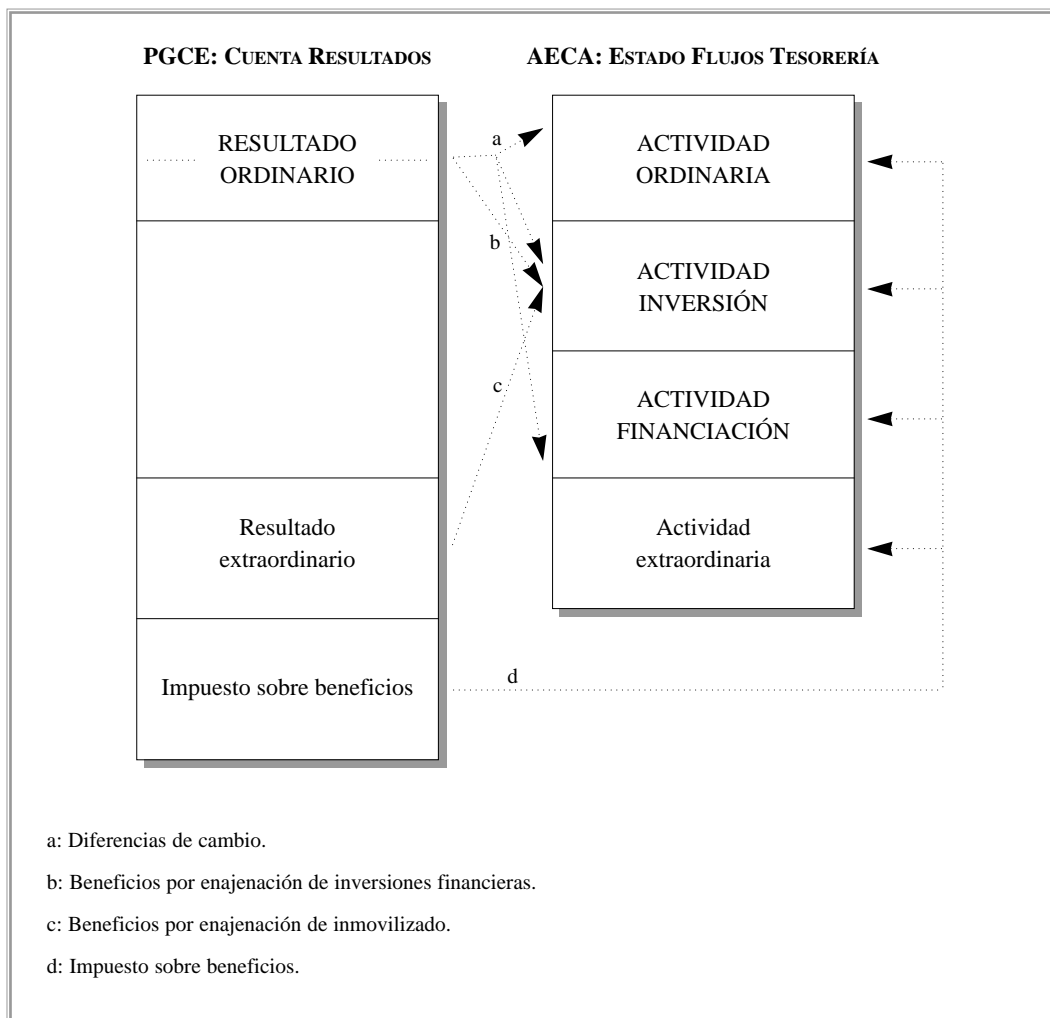 PGCE: CUENTA RESULTADOS
AECA: ESTADO FLUJOS TESORERÍA
RESULTADO
ORDINARIO
Resultado
extraordinario
Impuesto sobre beneficios
a
b
c
d
ACTIVIDAD
ORDINARIA
ACTIVIDAD
INVERSIÓN
ACTIVIDAD
FINANCIACIÓN
Actividad
extraordinaria
a: Diferencias de cambio.
b: Beneficios por enajenación de inversiones financieras.
c: Beneficios por enajenación de inmovilizado.
d: Impuesto sobre beneficios.